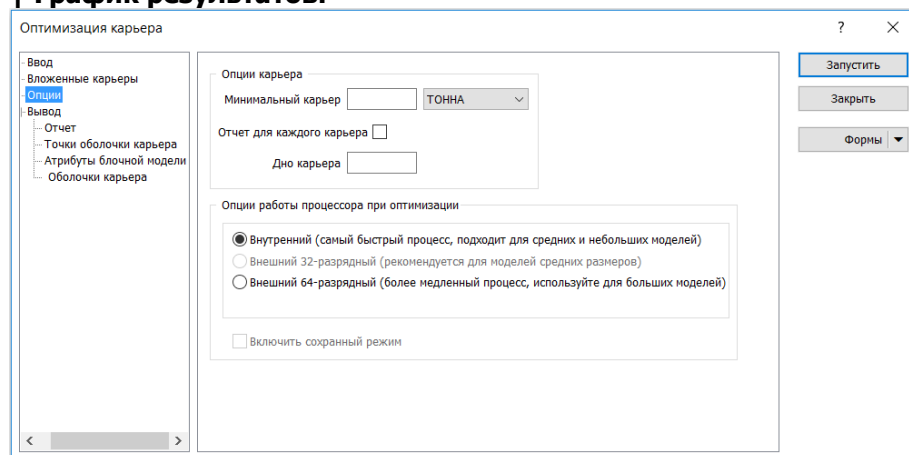 График результатов.
Оптимизация карьера
?
Ввод
Вложенные карьеры
Опции
Вывод
Отчет
Точки оболочки карьера
Атрибуты блочной модели
Оболочки карьера
Опции карьера
Минимальный карьер
ТОННА
Отчет для каждого карьера
Дно карьера
Опции работы процессора при оптимизации
Внутренний (самый быстрый процесс, подходит для средних и небольших моделей)
Внешний 32-разрядный (рекомендуется для моделей средних размеров)
Внешний 64-разрядный (более медленный процесс, используйте для больших моделей)
Включить сохранный режим
Запустить
Закрыть
Формы